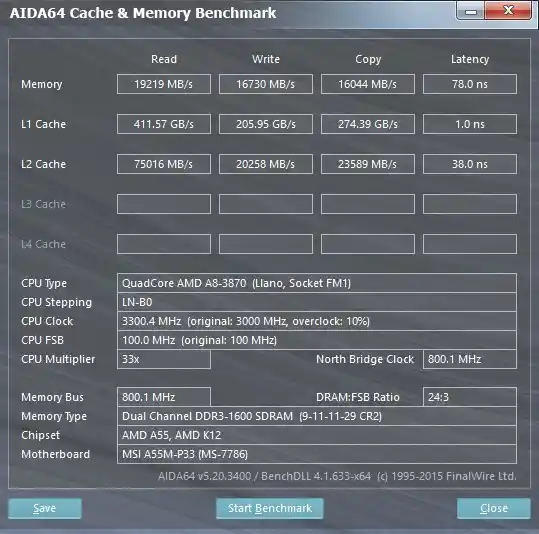 AIDA64 Cache & Memory Benchmark
Read Write Copy Latency
Memory 19219 MB/s 16730 MB/s 16044 MB/s 78.0 ns
L1 Cache 411.57 GB/s 205.95 GB/s 274.39 GB/s 1.0 ns
L2 Cache 75016 MB/s 20258 MB/s 23589 MB/s 38.0 ns
L3 Cache
L4 Cache
CPU Type QuadCore AMD A8-3870 (Llano, Socket FM1)
CPU Stepping LN-B0
CPU Clock 3300.4 MHz (original: 3000 MHz, overclock: 10%)
CPU FSB 100.0 MHz (original: 100 MHz)
CPU Multiplier 33x North Bridge Clock 800.1 MHz
Memory Bus 800.1 MHz DRAM:FSB Ratio 24:3
Memory Type Dual Channel DDR3-1600 SDRAM (9-11-11-29 CR2)
Chipset AMD A55, AMD K12
Motherboard MSI A55M-P33 (MS-7786)
AIDA64 v5.20.3400 / BenchDLL 4.1.633-x64 (c) 1995-2015 FinalWire Ltd.
Save Start Benchmark Close